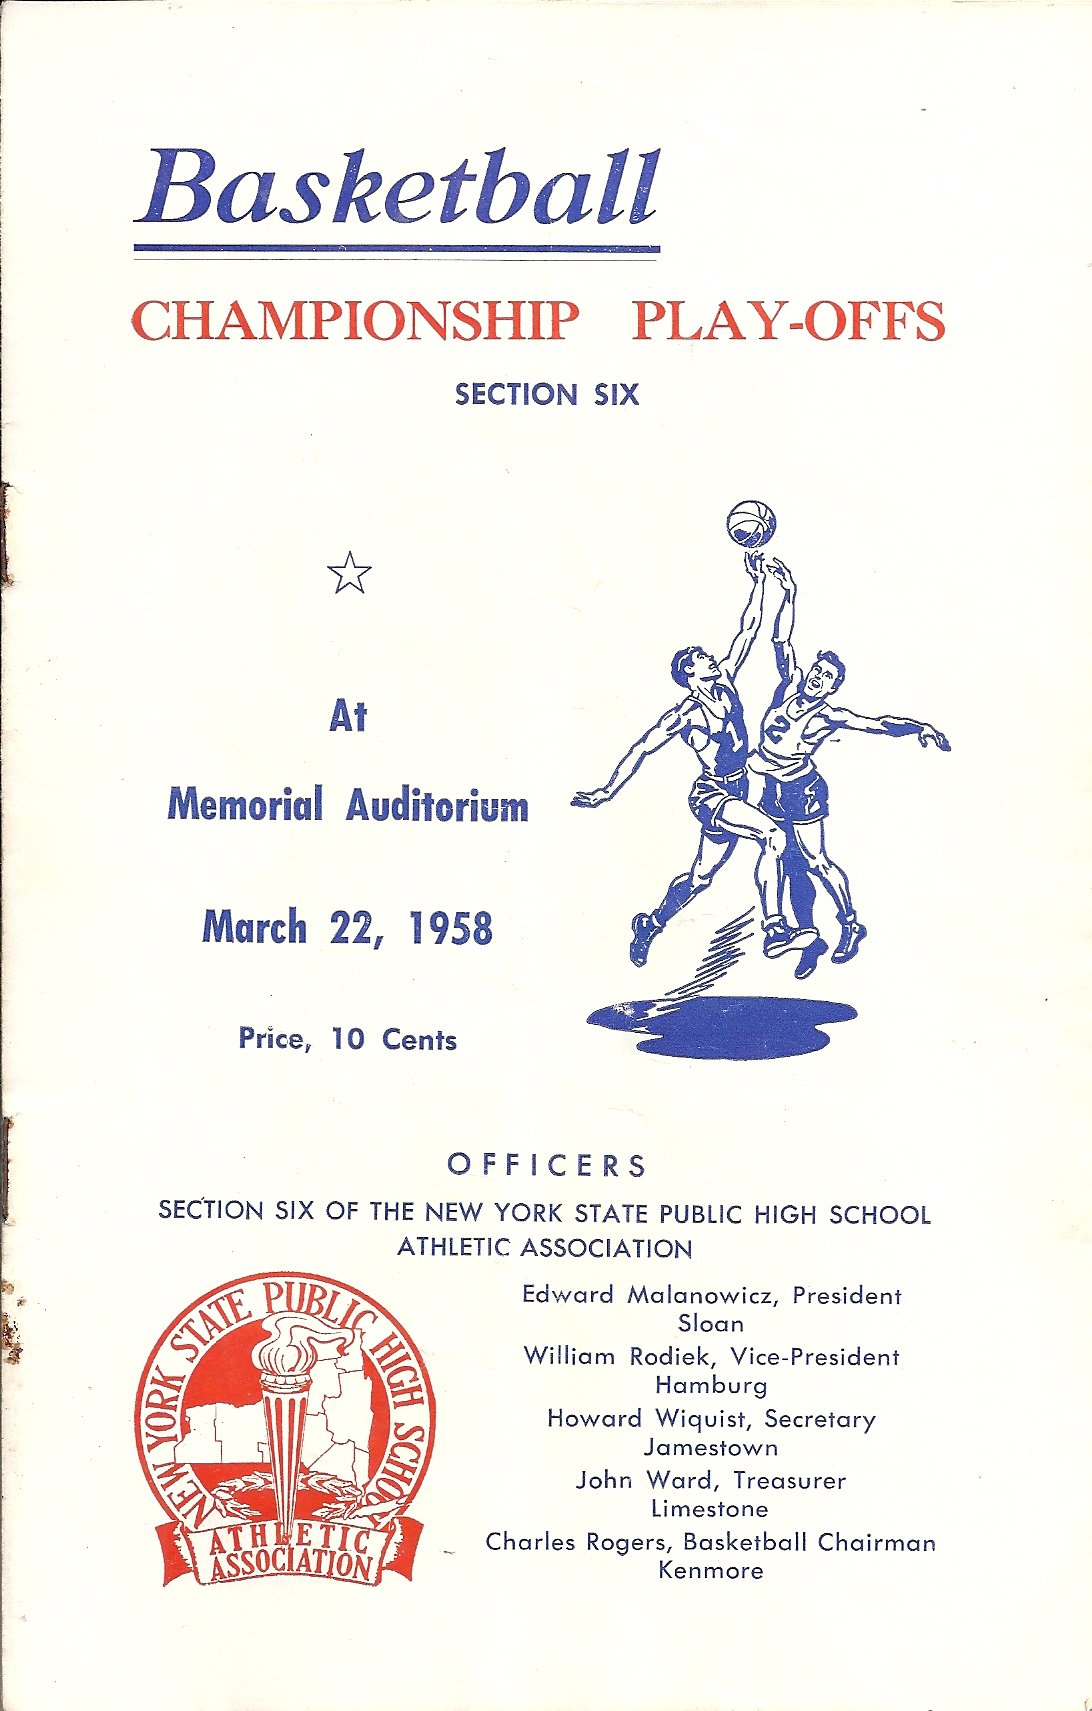 Basketball
CHAMPIONSHIP PLAY-OFFS
SECTION SIX
At
Memorial Auditorium
March 22, 1958
Price, 10 Cents
1
2
OFFICERS
SECTION SIX OF THE NEW YORK STATE PUBLIC HIGH SCHOOL
ATHLETIC ASSOCIATION
NEW YORK STATE PUBLIC HIGH SCHOOL
ATHLETIC
ASSOCIATION
Edward Malanowicz, President
Sloan
William Rodiek, Vice-President
Hamburg
Howard Wiquist, Secretary
Jamestown
John Ward, Treasurer
Limestone
Charles Rogers, Basketball Chairman
Kenmore